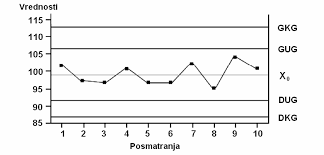 Vrednosti
115
GKG
110
GUG
105
100
X₀
95
DUG
90
DKG
85
1 2 3 4 5 6 7 8 9 10
Posmatranja